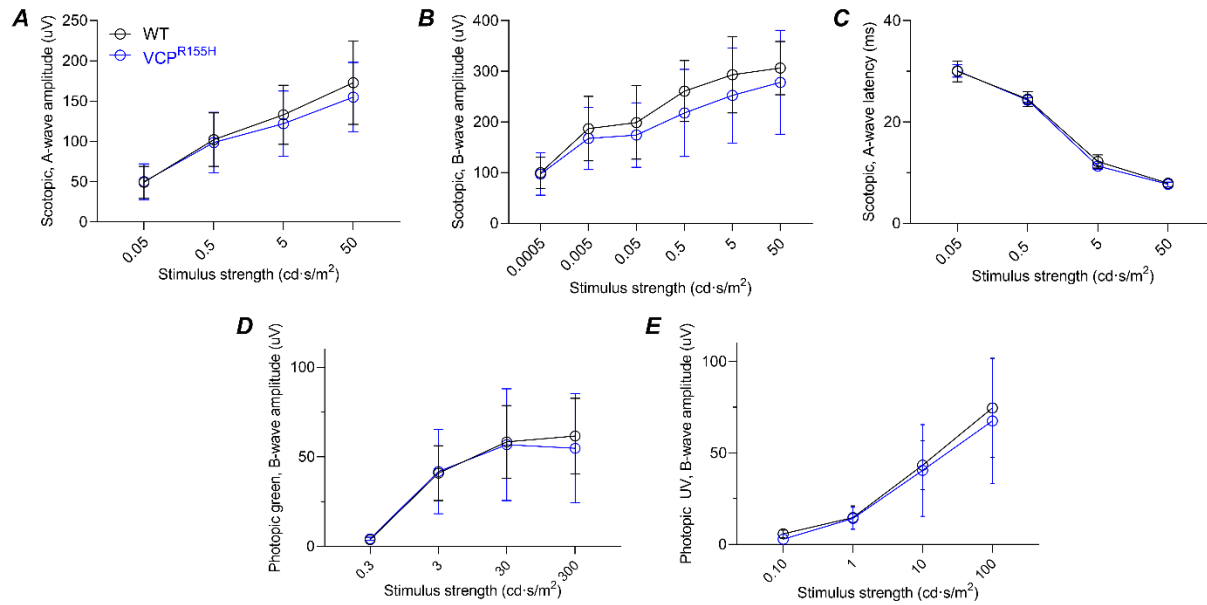 A
Scotopic, A-wave amplitude (uV)
250
200
150
100
50
0
WT
VCP^R155H
0.05
0.5
5
50
Stimulus strength (cd·s/m²)
B
Scotopic, B-wave amplitude (uV)
400
300
200
100
0
0.0005
0.005
0.05
0.5
5
50
Stimulus strength (cd·s/m²)
C
Scotopic, A-wave latency (ms)
40
20
0
0.05
0.5
5
50
Stimulus strength (cd·s/m²)
D
Photopic green, B-wave amplitude (uV)
100
50
0
0.3
3
30
300
Stimulus strength (cd·s/m²)
E
Photopic UV, B-wave amplitude (uV)
100
50
0
0.10
1
10
100
Stimulus strength (cd·s/m²)